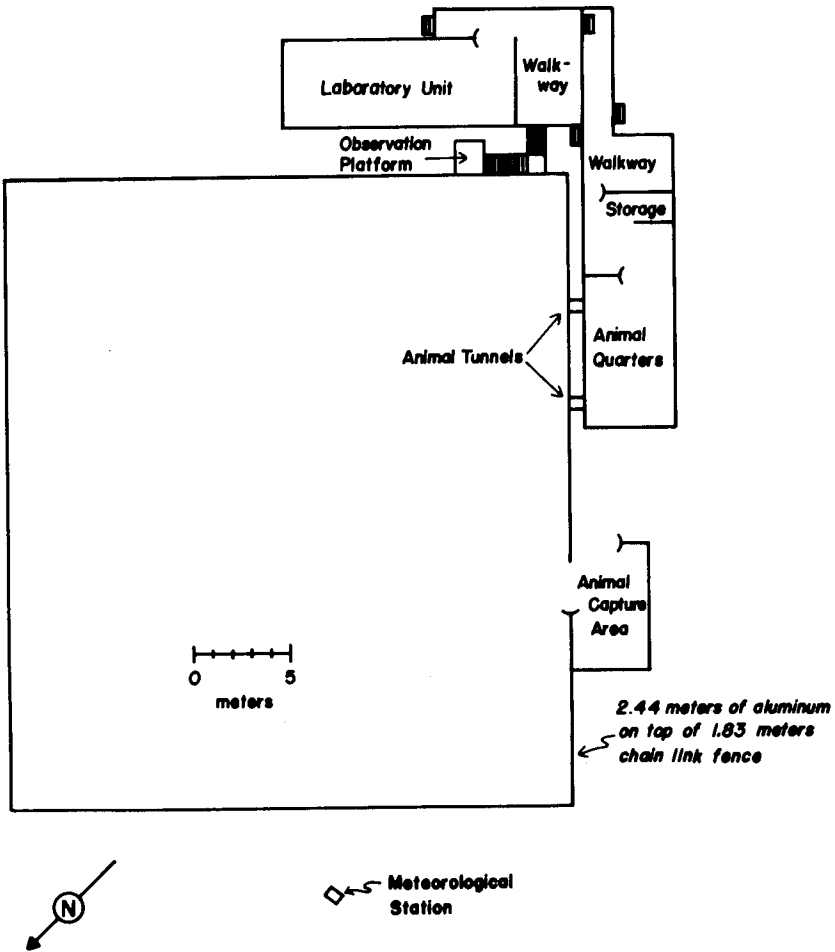 Laboratory Unit
Walk-
way
Observation
Platform
Walkway
Storage
Animal Tunnels
Animal
Quarters
Animal
Capture
Area
0 5
meters
2.44 meters of aluminum
on top of 1.83 meters
chain link fence
N
Meteorological
Station